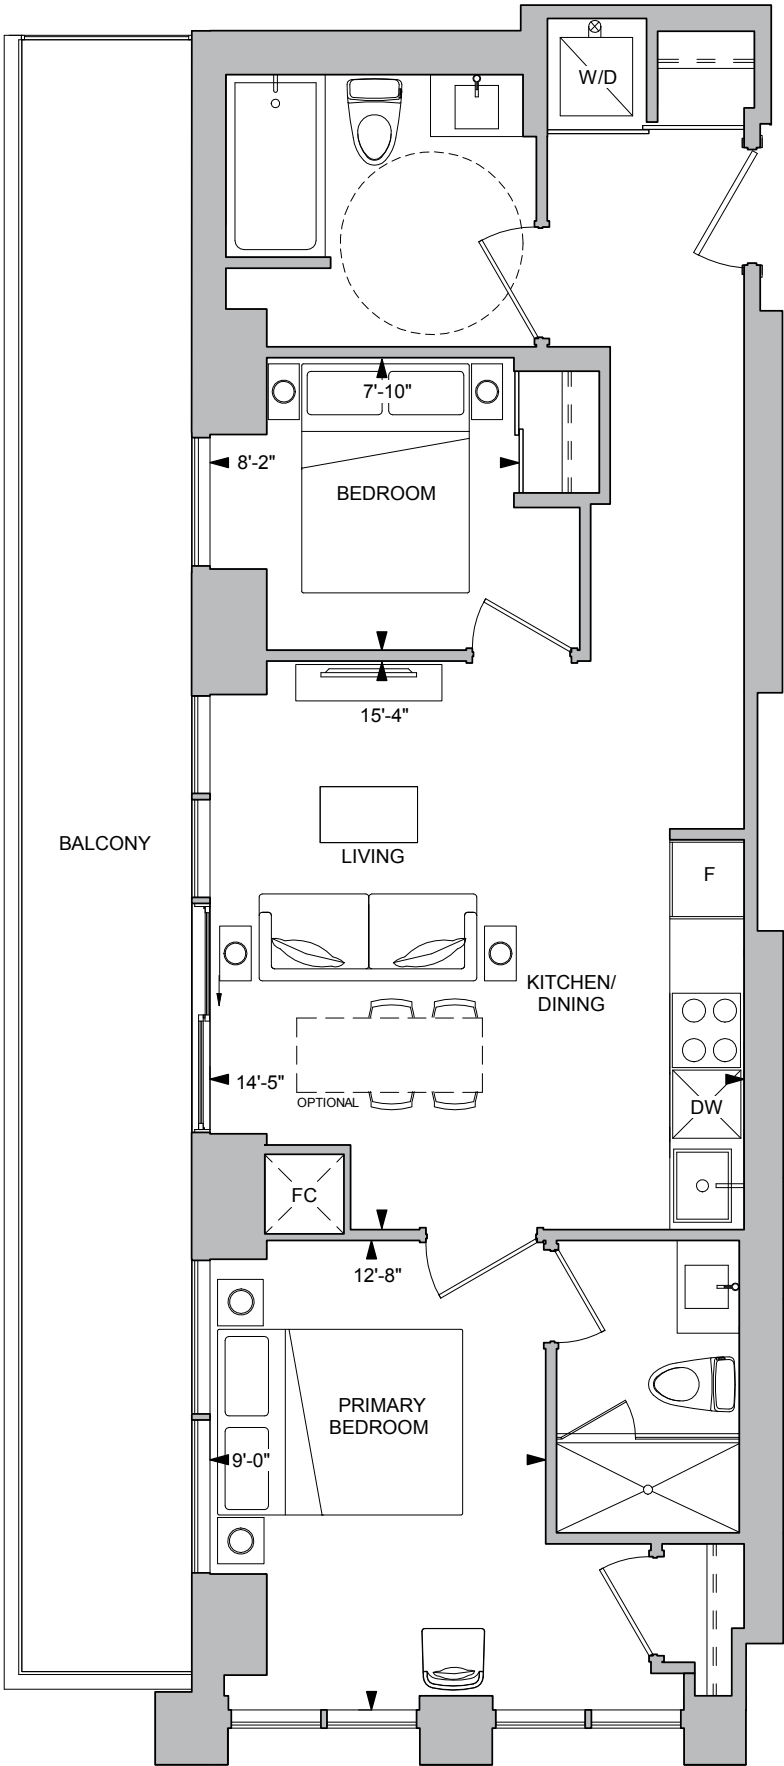 W/D
7'-10"
8'-2"
BEDROOM
15'-4"
BALCONY
LIVING
F
KITCHEN/
DINING
14'-5"
OPTIONAL
DW
FC
12'-8"
PRIMARY
BEDROOM
9'-0"